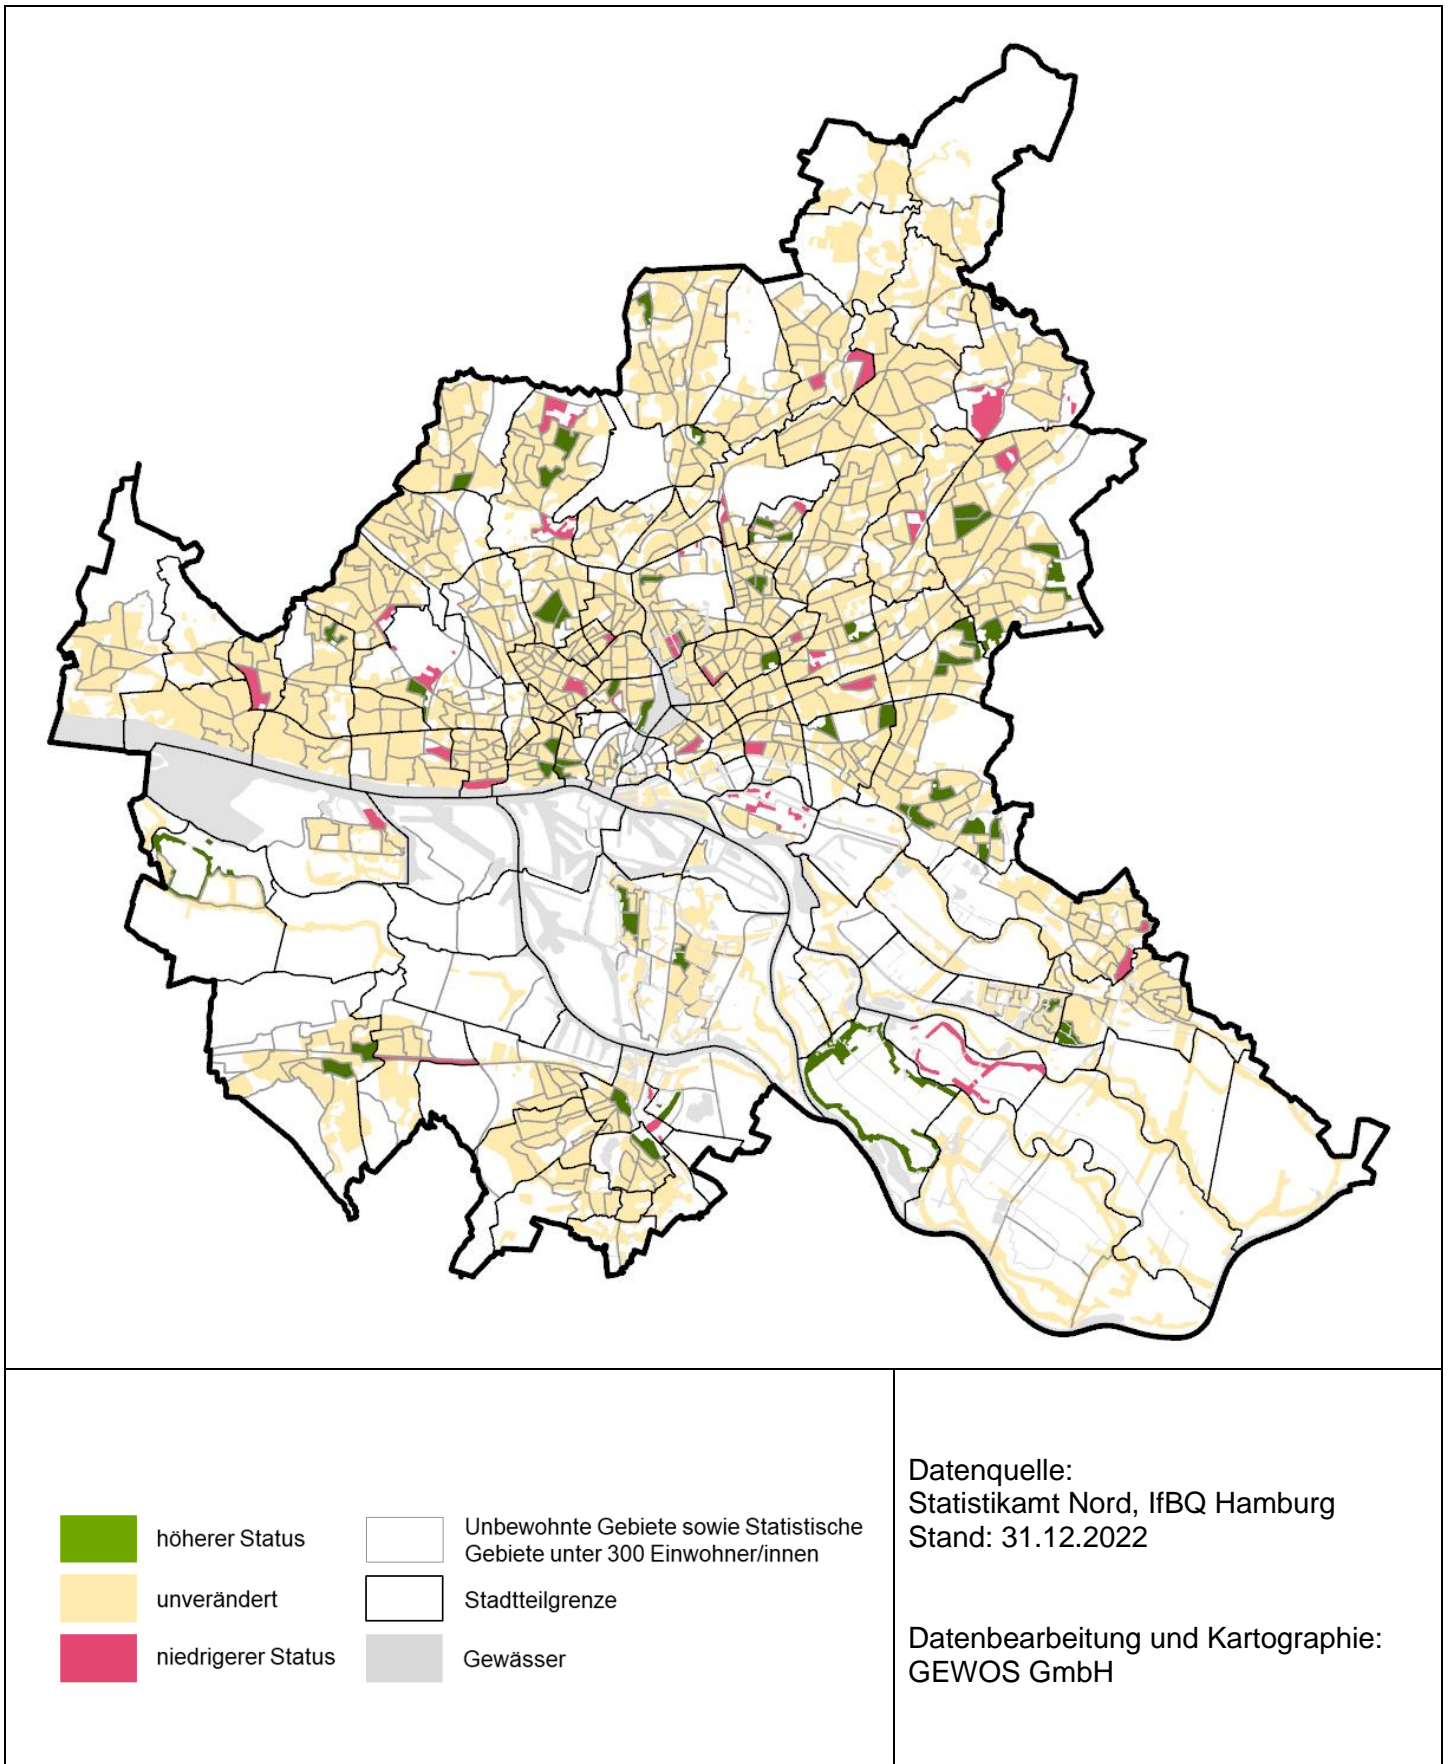 höherer Status
unverändert
niedrigerer Status
Unbewohnte Gebiete sowie Statistische
Gebiete unter 300 Einwohner/innen
Stadtteilgrenze
Gewässer
Datenquelle:
Statistikamt Nord, IfBQ Hamburg
Stand: 31.12.2022
Datenbearbeitung und Kartographie:
GEWOS GmbH